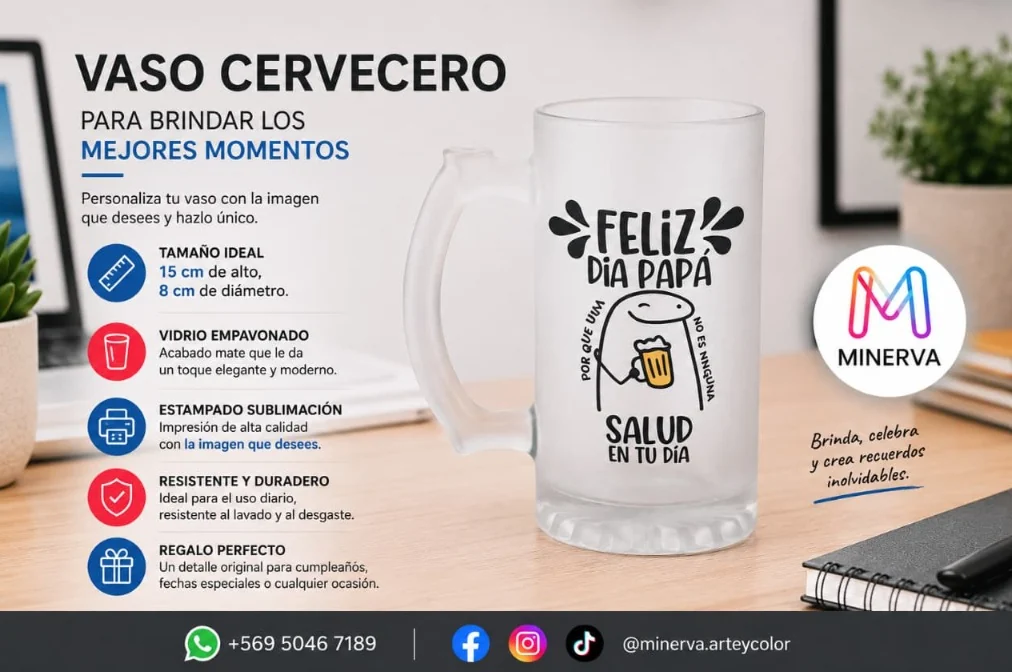 VASO CERVECERO
PARA BRINDAR LOS
MEJORES MOMENTOS
Personaliza tu vaso con la imagen
que desees y hazlo único.
TAMAÑO IDEAL
15 cm de alto,
8 cm de diámetro.
VIDRIO EMPAVONADO
Acabado mate que le da
un toque elegante y moderno.
ESTAMPADO SUBLIMACIÓN
Impresión de alta calidad
con la imagen que desees.
RESISTENTE Y DURADERO
Ideal para el uso diario,
resistente al lavado y al desgaste.
REGALO PERFECTO
Un detalle original para cumpleaños,
fechas especiales o cualquier ocasión.
FELIZ
DIA PAPÁ
POR QUE UIM
NO ES NNGUNA
SALUD
EN TU DÍA
MINERVA
Brinda, celebra
y crea recuerdos
inolvidables.
+569 5046 7189
@minerva.arteycolor